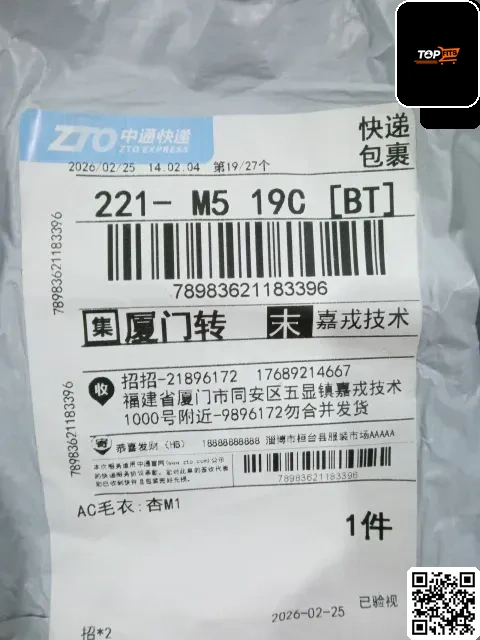 TOP
FITS
ZTO 中通快递
ZTO EXPRESS
快递
包裹
2026/02/25 14.02.04 第19/27个
221- M5 19C [BT]
78983621183396
78983621183396
集 厦门转 末 嘉戎技术
收 招招-21896172 17689214667
福建省厦门市同安区五显镇嘉戎技术
1000号附近-9896172勿合并发货
78983621183396
寄 恭喜发财(HB) 18888888888 淄博市桓台县服装市场AAAAA
78983621183396
AC毛衣:杏M1
1件
已验视
2026-02-25
招*2